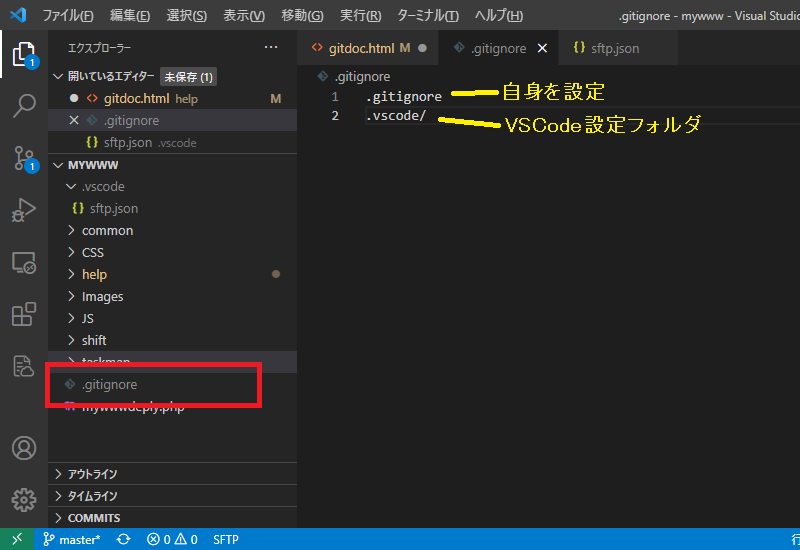 ファイル(F) 編集(E) 選択(S) 表示(V) 移動(G) 実行(R) ターミナル(T) ヘルプ(H) .gitignore - mywww - Visual Studio
エクスプローラー ···
gitdoc.html M .gitignore sftp.json
開いているエディター 未保存 (1)
gitdoc.html help M
.gitignore
sftp.json .vscode
MYWWW
.vscode
sftp.json
common
CSS
help
Images
JS
shift
taskman
.gitignore
mywwwdeply.php
アウトライン
タイムライン
COMMITS
.gitignore
1 .gitignore 自身を設定
2 .vscode/ VSCode設定フォルダ
1
1
master* 0 0 SFTP 行